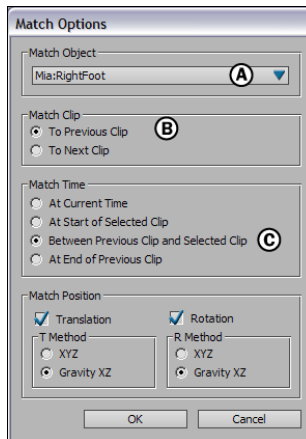 Match Options
Match Object
Mia:RightFoot
A
Match Clip
To Previous Clip
B
To Next Clip
Match Time
At Current Time
At Start of Selected Clip
Between Previous Clip and Selected Clip
C
At End of Previous Clip
Match Position
Translation Rotation
T Method R Method
XYZ XYZ
Gravity XZ Gravity XZ
OK Cancel